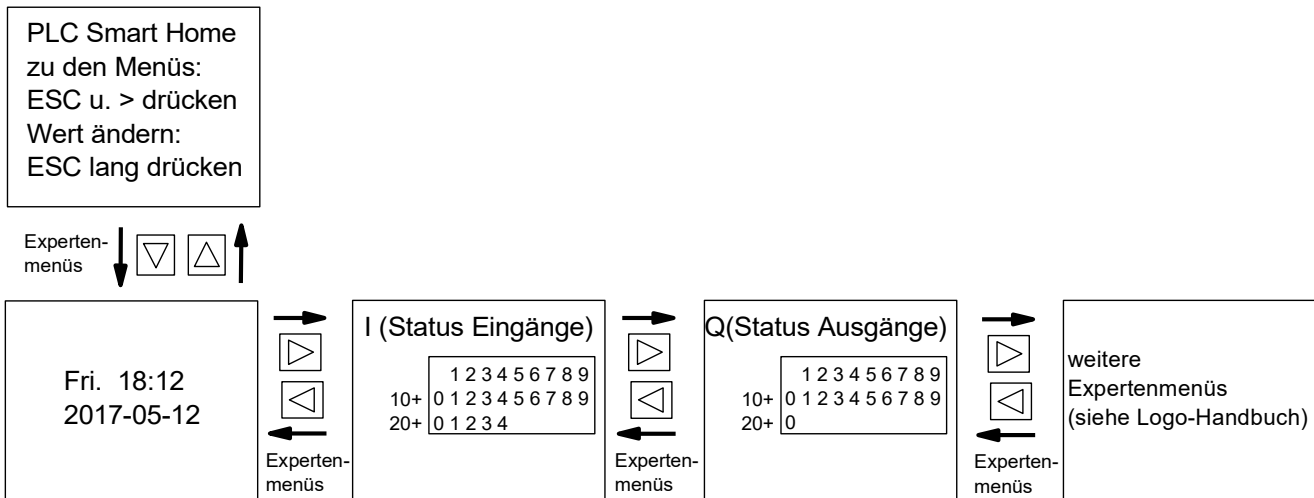 PLC Smart Home
zu den Menüs:
ESC u. > drücken
Wert ändern:
ESC lang drücken
Experten-
menüs
Fri. 18:12
2017-05-12
Experten-
menüs
I (Status Eingänge)
1 2 3 4 5 6 7 8 9
10+ 0 1 2 3 4 5 6 7 8 9
20+ 0 1 2 3 4
Experten-
menüs
Q(Status Ausgänge)
1 2 3 4 5 6 7 8 9
10+ 0 1 2 3 4 5 6 7 8 9
20+ 0
Experten-
menüs
weitere
Expertenmenüs
(siehe Logo-Handbuch)